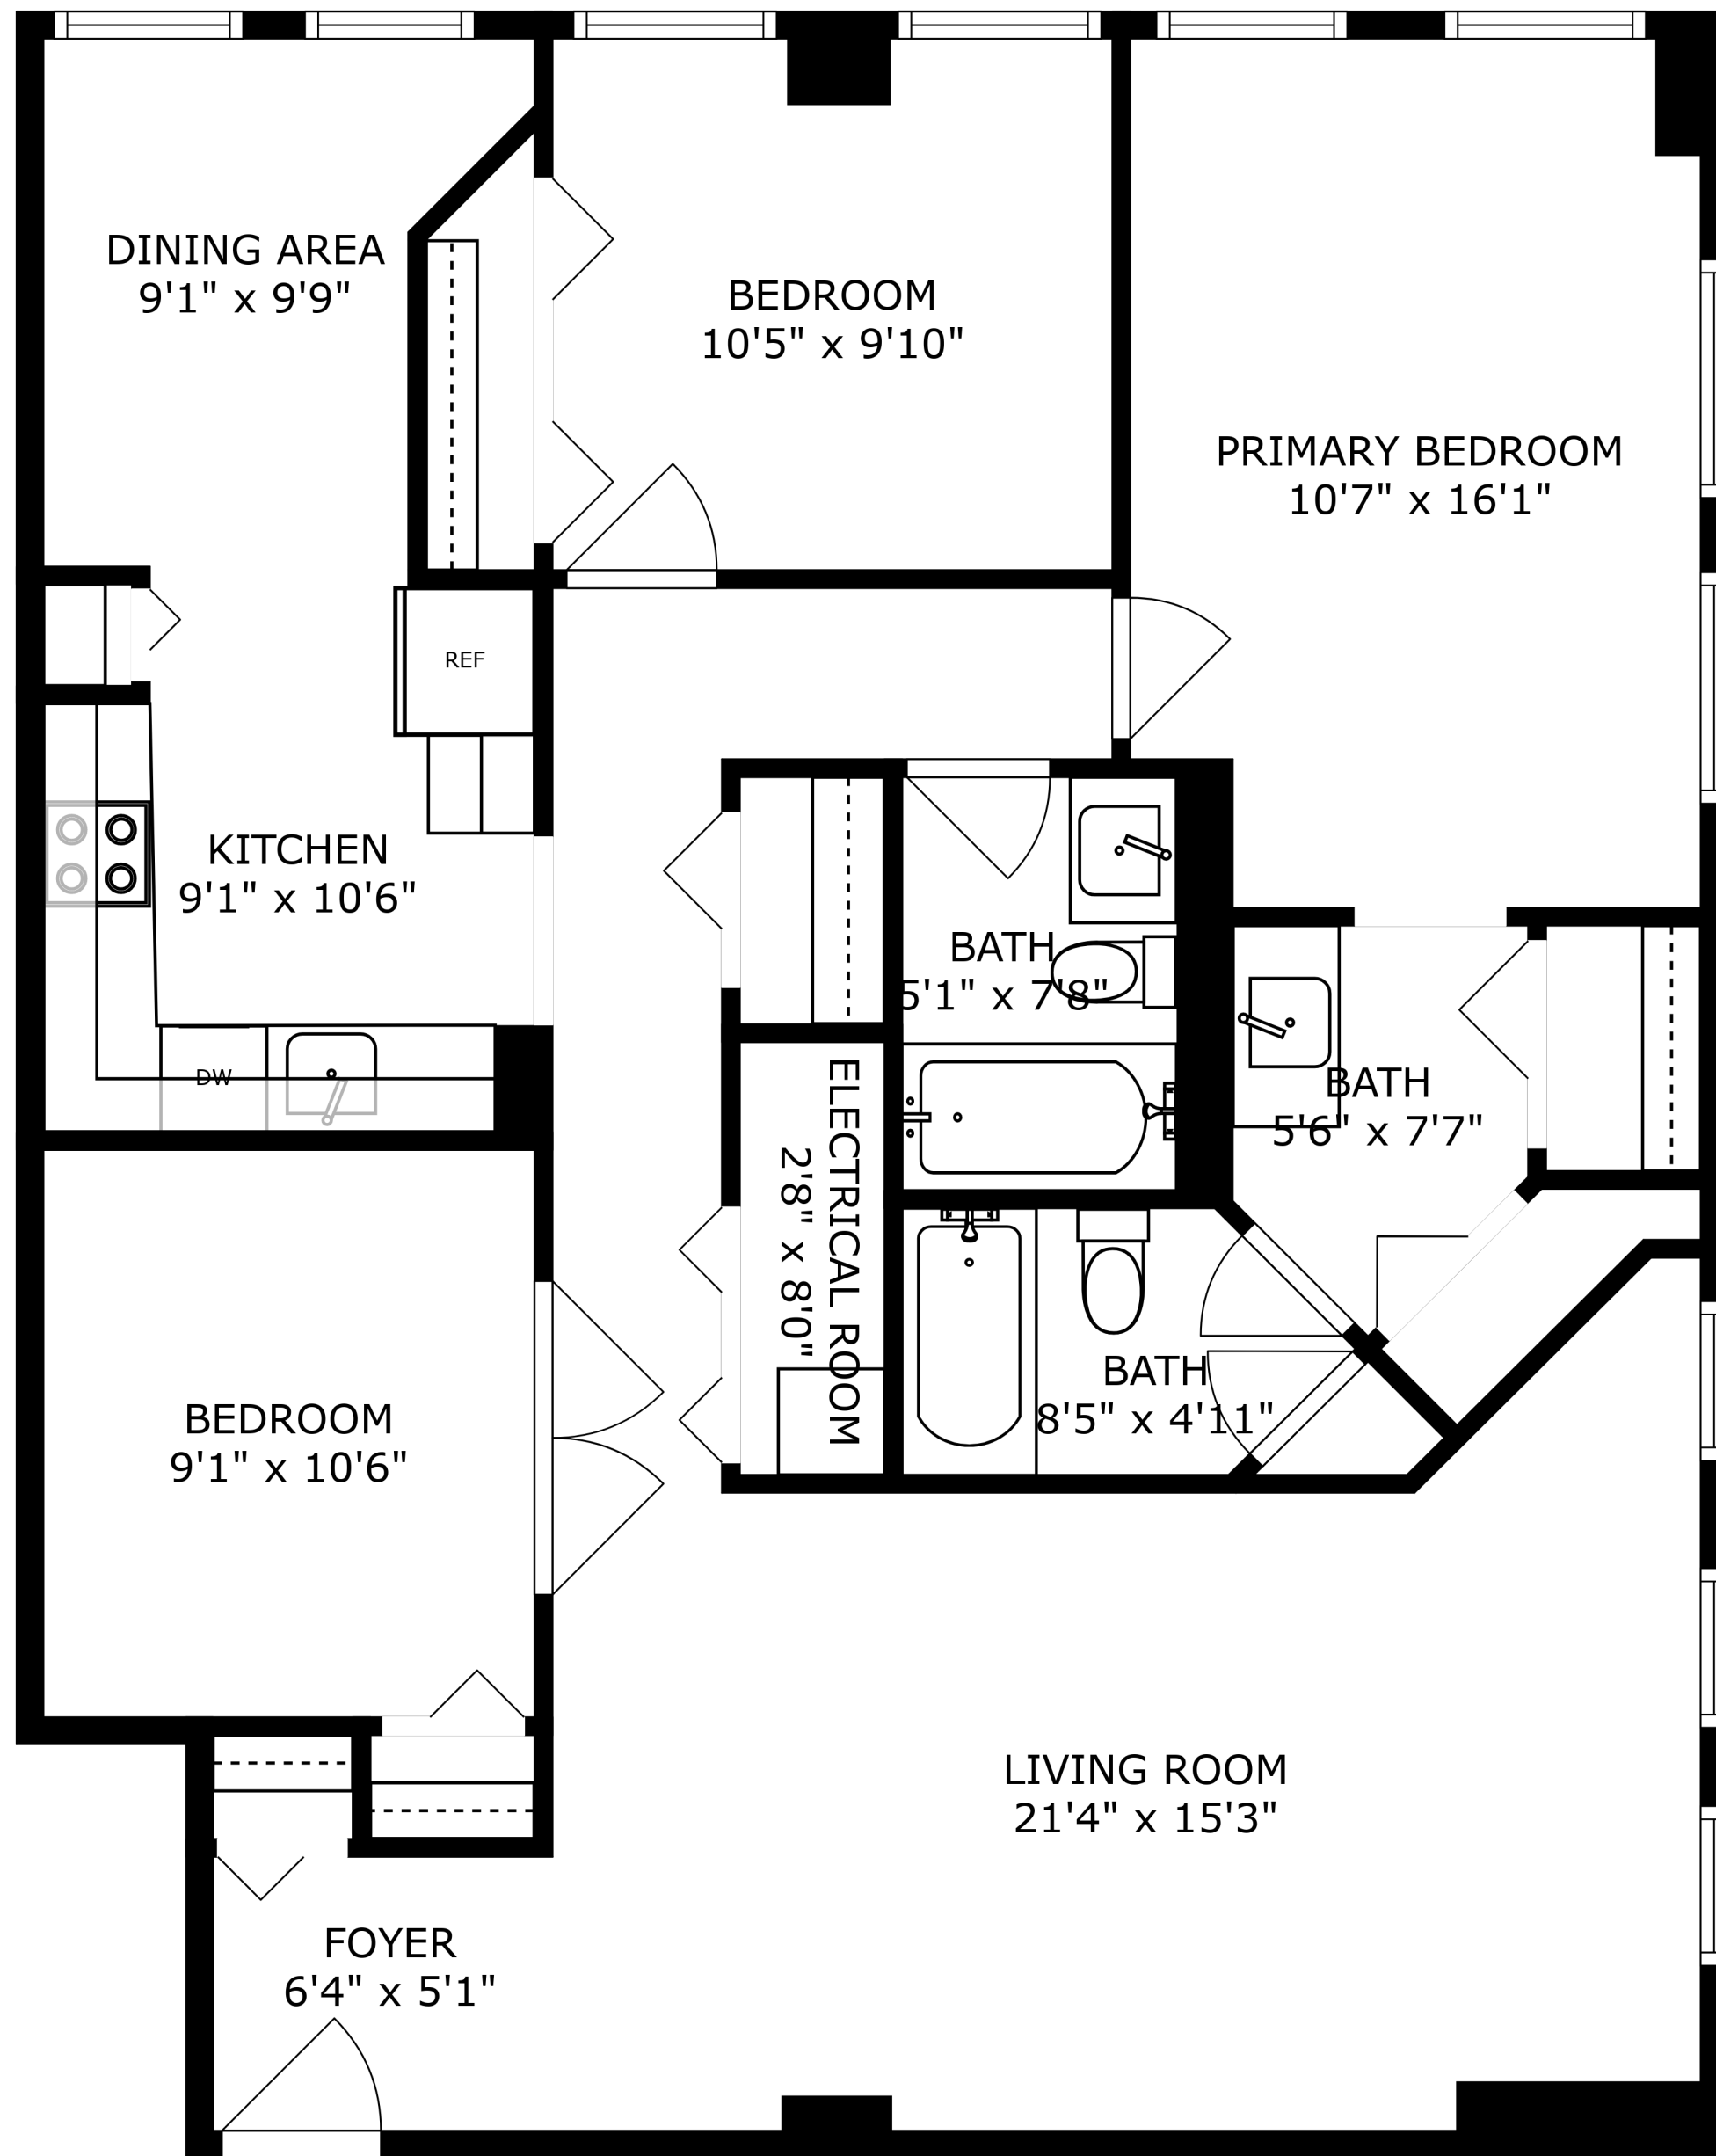 DINING AREA
9'1" x 9'9"
BEDROOM
10'5" x 9'10"
PRIMARY BEDROOM
10'7" x 16'1"
REF
KITCHEN
9'1" x 10'6"
BATH
5'1" x 7'8"
DW
BATH
5'6" x 7'7"
ELECTRICAL ROOM
2'8" x 8'0"
BATH
8'5" x 4'11"
BEDROOM
9'1" x 10'6"
LIVING ROOM
21'4" x 15'3"
FOYER
6'4" x 5'1"